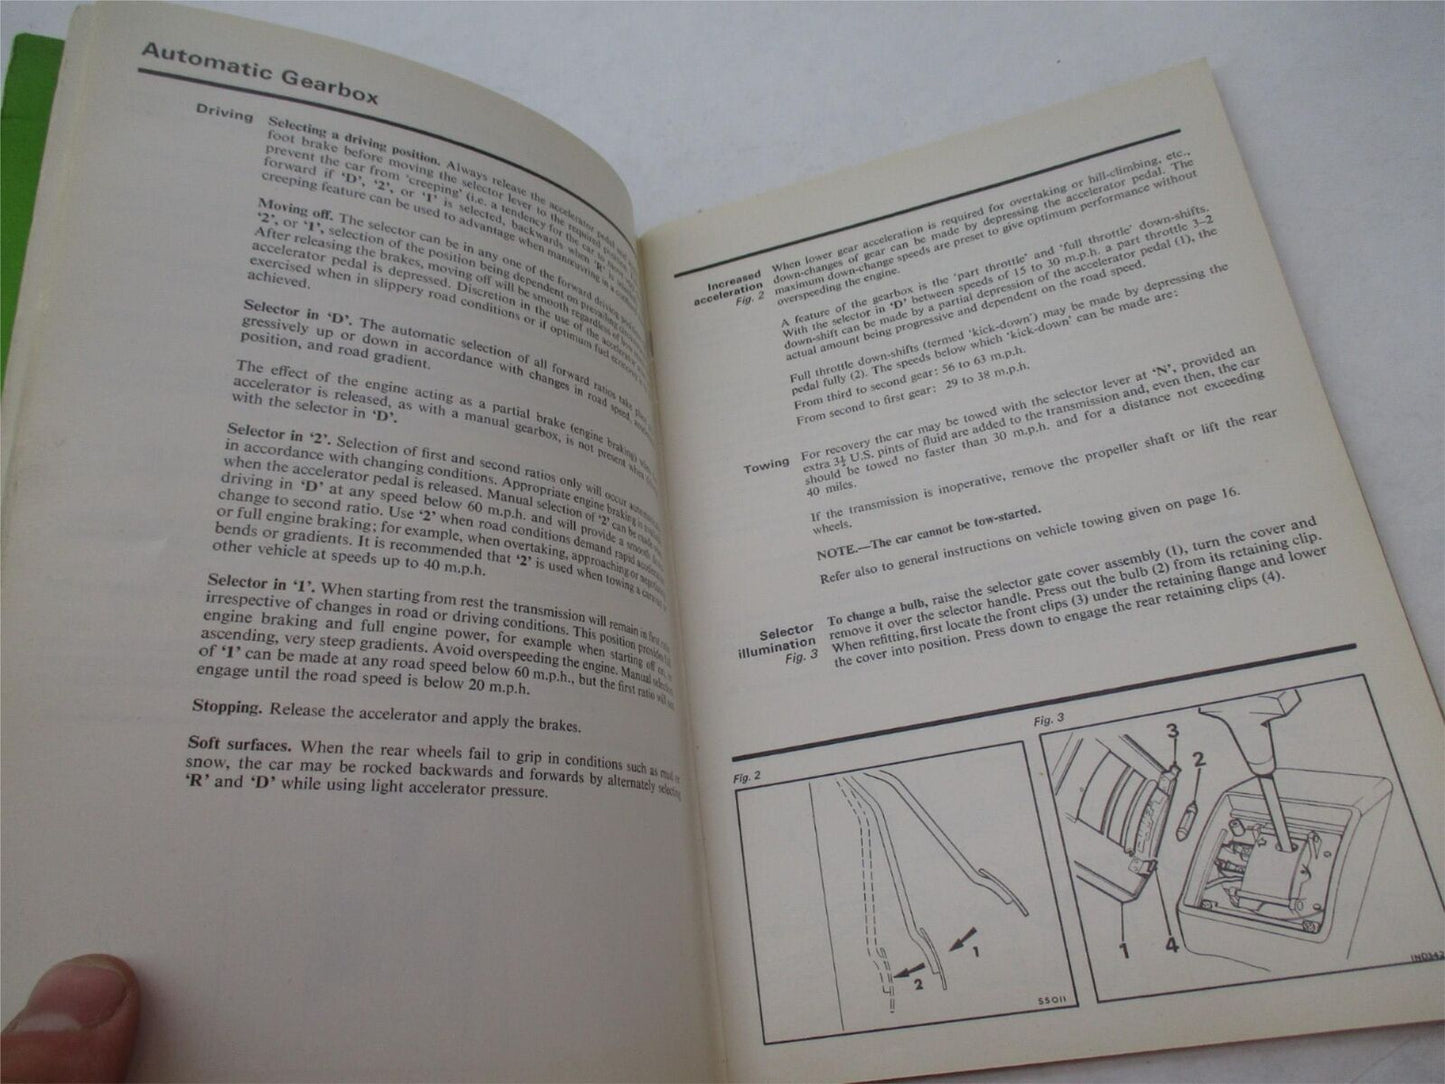 Automatic Gearbox
Driving
Selecting a driving position. Always release the accelerator pedal and
foot brake before moving the selector lever to the required position
prevent the car from 'creeping' (i.e. a tendency for the car to
forward if 'D', '2', or '1' is selected, backwards when 'R' is
creeping feature can be used to advantage when manœuvring in a confined
Moving off. The selector can be in any one of the forward driving positions
'2', or '1', selection of the position being dependent on prevailing
After releasing the brakes, moving off will be smooth regardless of how
accelerator pedal is depressed. Discretion in the use of the accelerator
exercised when in slippery road conditions or if optimum fuel economy
achieved.
Selector in 'D'. The automatic selection of all forward ratios take place
gressively up or down in accordance with changes in road speed, accelerator
position, and road gradient.
The effect of the engine acting as a partial brake (engine braking) when
accelerator is released, as with a manual gearbox, is not present when
with the selector in 'D'.
Selector in '2'. Selection of first and second ratios only will occur automatically
in accordance with changing conditions. Appropriate engine braking is available
when the accelerator pedal is released. Manual selection of '2' can be made
driving in 'D' at any speed below 60 m.p.h. and will provide a smooth
change to second ratio. Use '2' when road conditions demand rapid acceleration
or full engine braking; for example, when overtaking, approaching or negotiating
bends or gradients. It is recommended that '2' is used when towing a caravan or
other vehicle at speeds up to 40 m.p.h.
Selector in '1'. When starting from rest the transmission will remain in first ratio
irrespective of changes in road or driving conditions. This position provides full
engine braking and full engine power, for example when starting off on, or
ascending, very steep gradients. Avoid overspeeding the engine. Manual selection
of '1' can be made at any road speed below 60 m.p.h., but the first ratio will not
engage until the road speed is below 20 m.p.h.
Stopping. Release the accelerator and apply the brakes.
Soft surfaces. When the rear wheels fail to grip in conditions such as mud or
snow, the car may be rocked backwards and forwards by alternately selecting
'R' and 'D' while using light accelerator pressure.
Increased
acceleration
Fig. 2
When lower gear acceleration is required for overtaking or hill-climbing, etc.,
down-changes of gear can be made by depressing the accelerator pedal. The
maximum down-change speeds are preset to give optimum performance without
overspeeding the engine.
A feature of the gearbox is the 'part throttle' and 'full throttle' down-shifts.
With the selector in 'D' between speeds of 15 to 30 m.p.h. a part throttle 3–2
down-shift can be made by a partial depression of the accelerator pedal (1), the
actual amount being progressive and dependent on the road speed.
Full throttle down-shifts (termed 'kick-down') may be made by depressing the
pedal fully (2). The speeds below which 'kick-down' can be made are:
From third to second gear: 56 to 63 m.p.h.
From second to first gear: 29 to 38 m.p.h.
Towing
For recovery the car may be towed with the selector lever at 'N', provided an
extra 3½ U.S. pints of fluid are added to the transmission and, even then, the car
should be towed no faster than 30 m.p.h. and for a distance not exceeding
40 miles.
If the transmission is inoperative, remove the propeller shaft or lift the rear
wheels.
NOTE.—The car cannot be tow-started.
Refer also to general instructions on vehicle towing given on page 16.
Selector
illumination
Fig. 3
To change a bulb, raise the selector gate cover assembly (1), turn the cover and
remove it over the selector handle. Press out the bulb (2) from its retaining clip.
When refitting, first locate the front clips (3) under the retaining flange and lower
the cover into position. Press down to engage the rear retaining clips (4).
Fig. 2
1
2
5S011
Fig. 3
3
2
1
4
1ND342